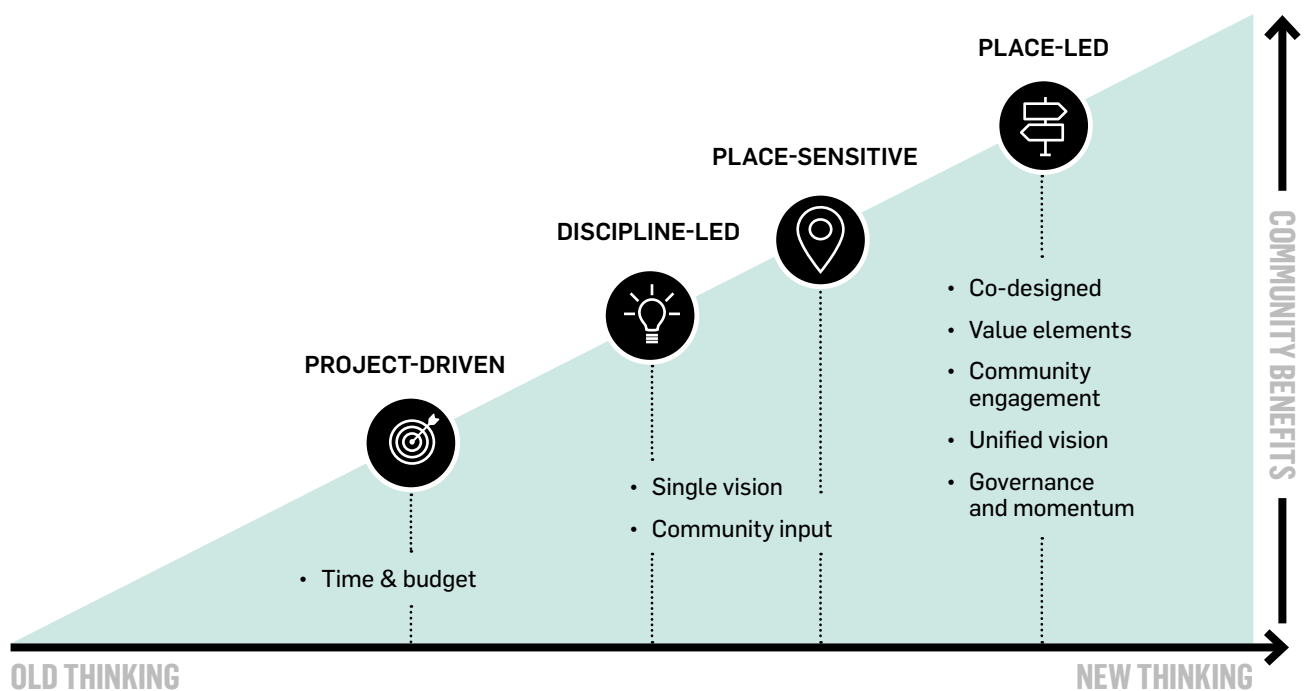 PLACE-LED
PLACE-SENSITIVE
DISCIPLINE-LED
PROJECT-DRIVEN
• Co-designed
• Value elements
• Community
engagement
• Unified vision
• Governance
and momentum
• Single vision
• Community input
• Time & budget
COMMUNITY BENEFITS
OLD THINKING
NEW THINKING